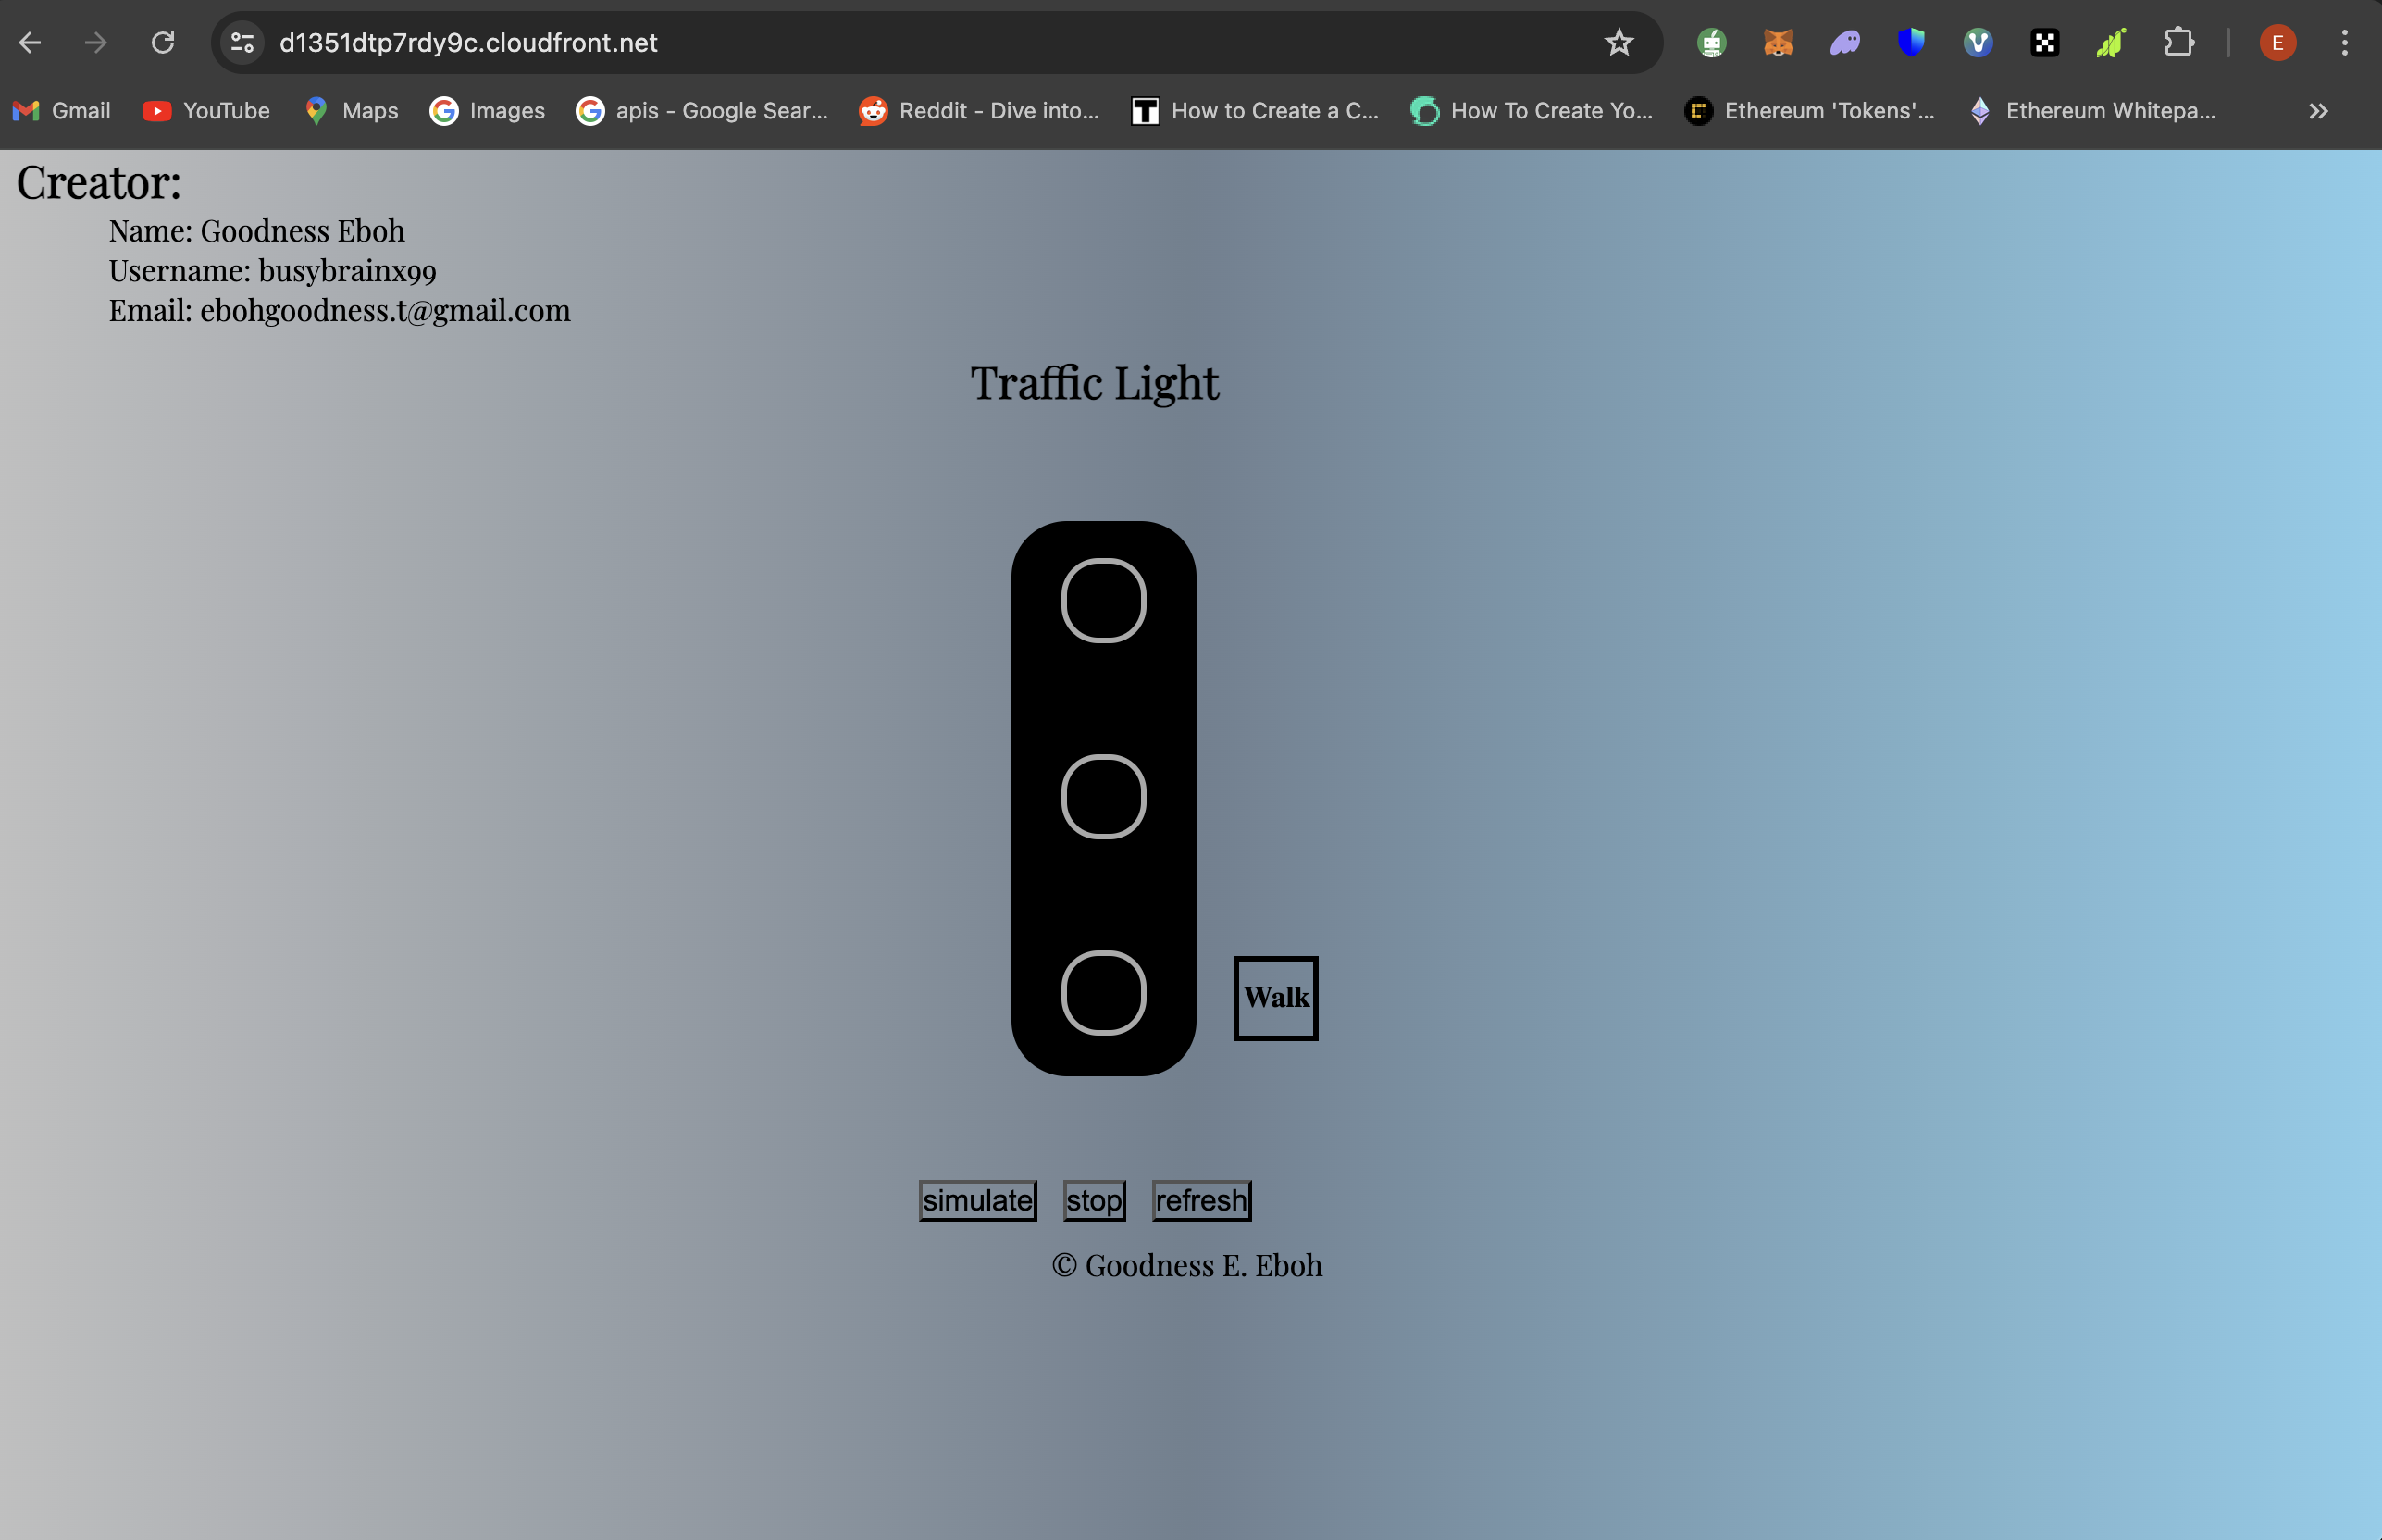 d1351dtp7rdy9c.cloudfront.net
E
Gmail YouTube Maps Images apis - Google Sear... Reddit - Dive into... How to Create a C... How To Create Yo... Ethereum 'Tokens'... Ethereum Whitepa...
Creator:
Name: Goodness Eboh
Username: busybrainx99
Email: ebohgoodness.t@gmail.com
Traffic Light
Walk
simulate stop refresh
© Goodness E. Eboh